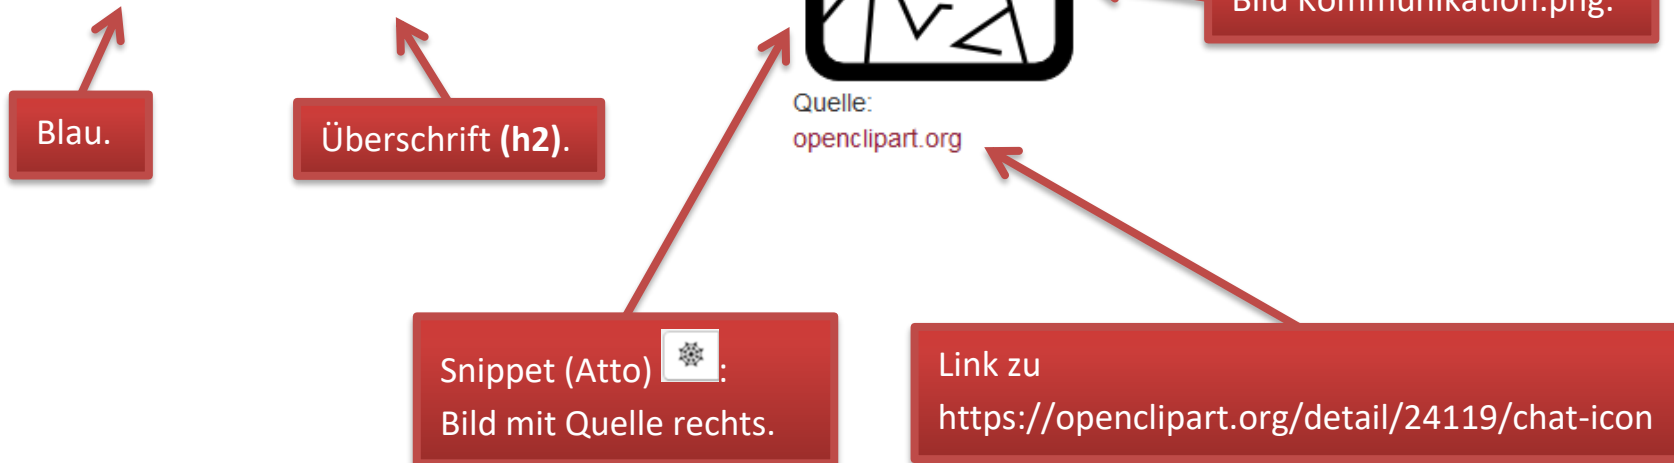 Bild Kommunikation.png.
Quelle:
openclipart.org
Blau.
Überschrift (h2).
Snippet (Atto) :
Bild mit Quelle rechts.
Link zu
https://openclipart.org/detail/24119/chat-icon